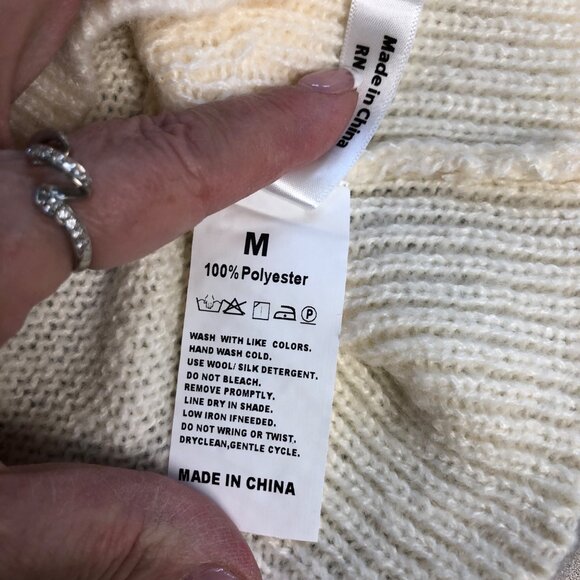 Made in China
RN
M
100% Polyester
P
WASH WITH LIKE COLORS.
HAND WASH COLD.
USE WOOL/ SILK DETERGENT.
DO NOT BLEACH.
REMOVE PROMPTLY.
LINE DRY IN SHADE.
LOW IRON IFNEEDED.
DO NOT WRING OR TWIST.
DRYCLEAN,GENTLE CYCLE.
MADE IN CHINA